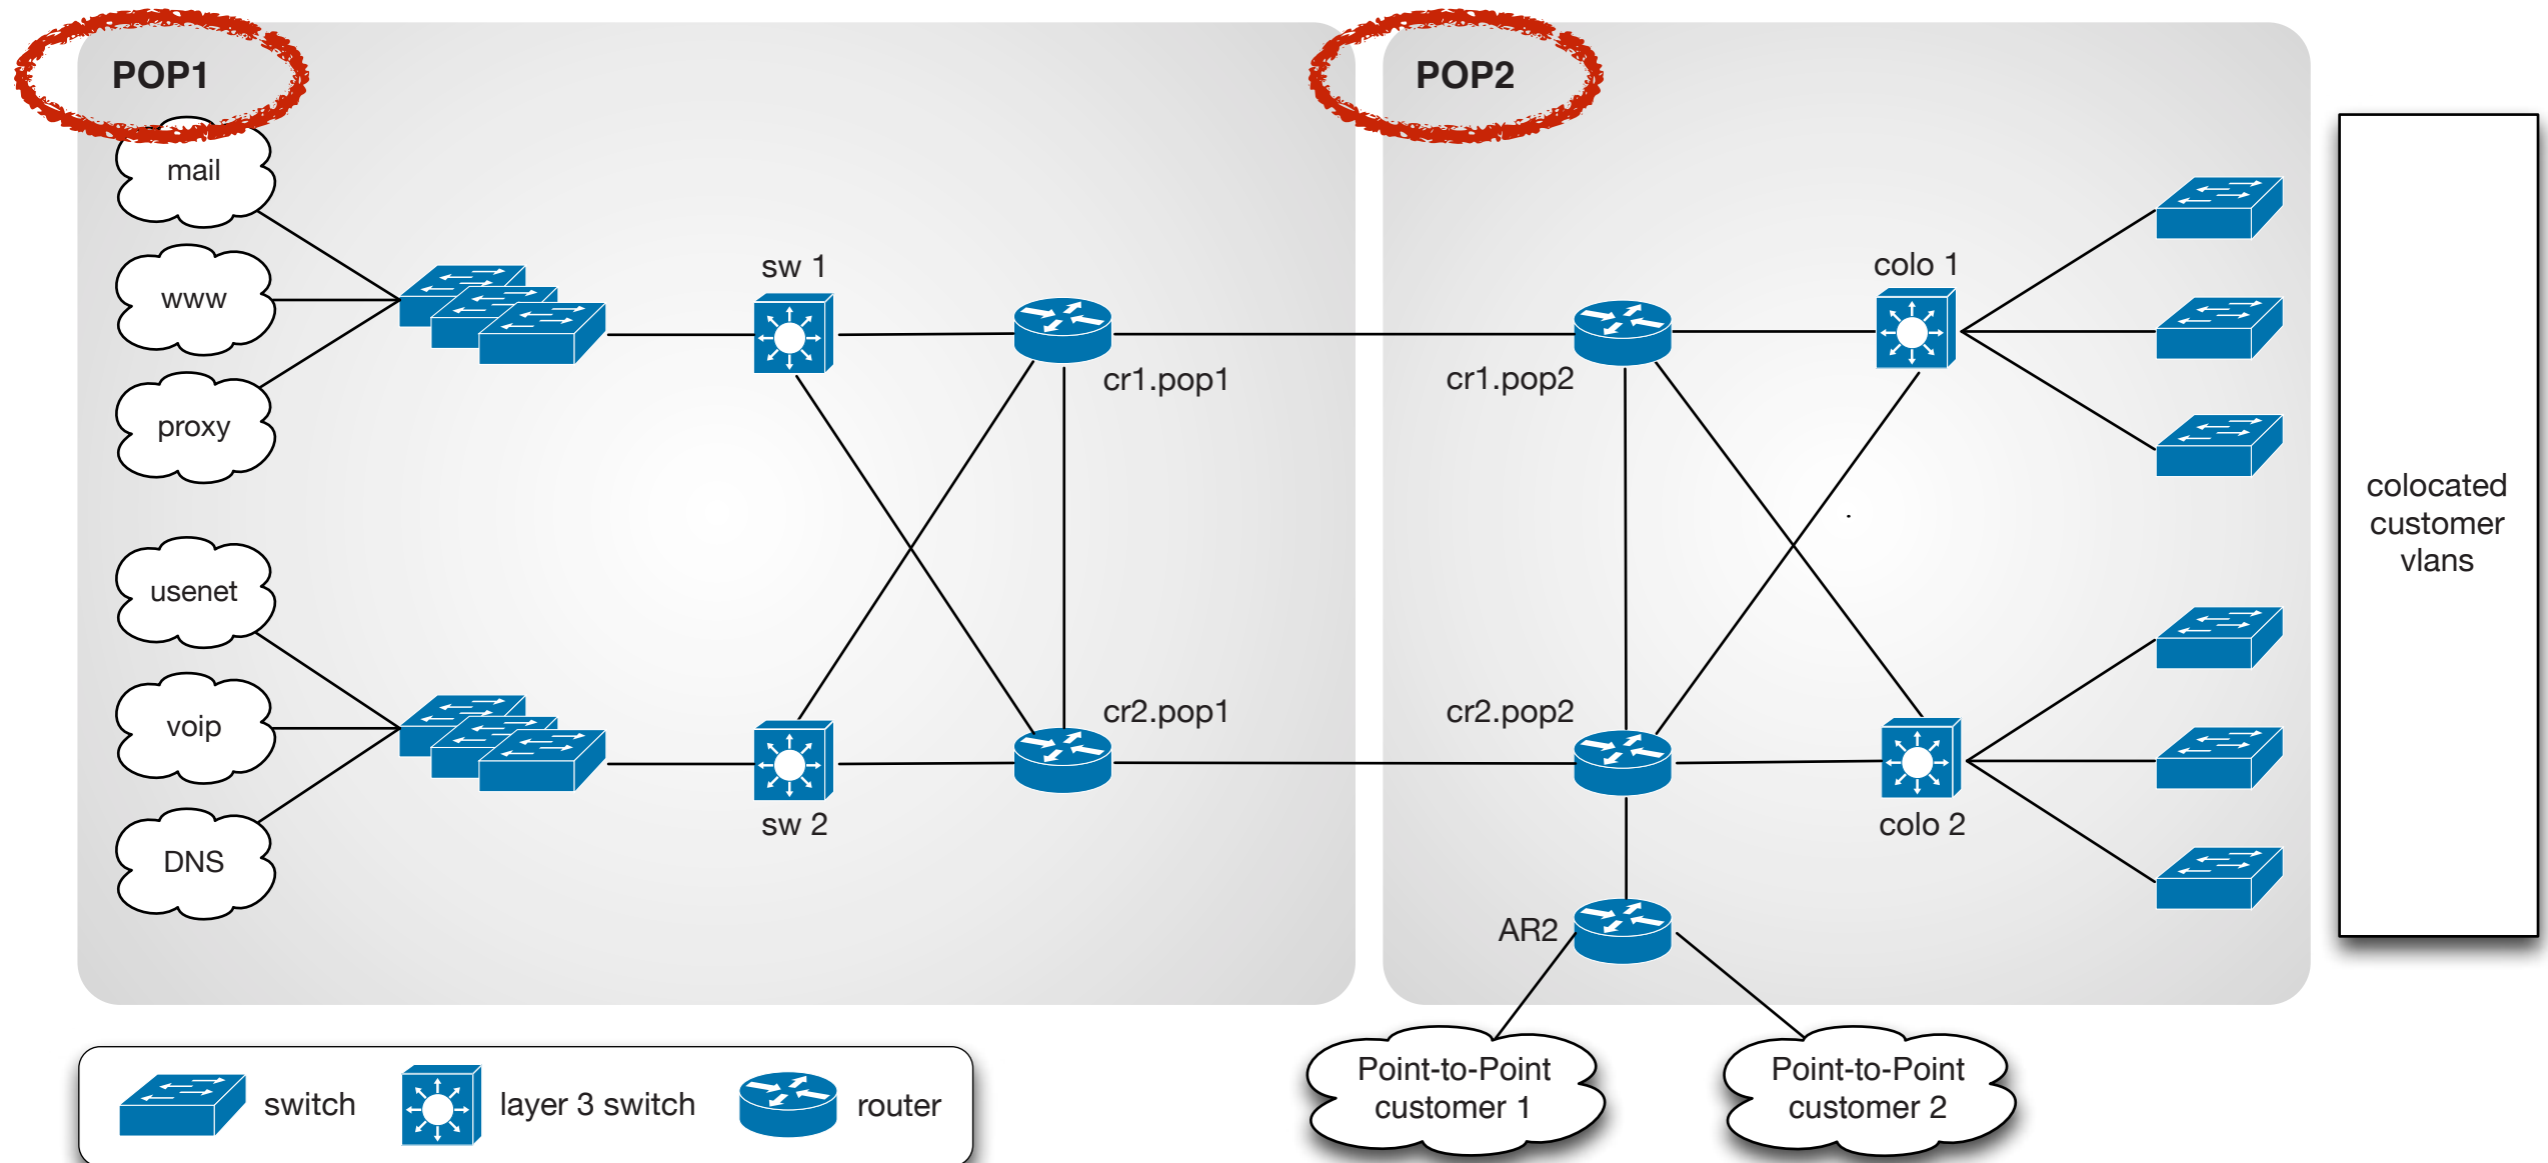 POP1
POP2
mail
www
proxy
usenet
voip
DNS
sw 1
sw 2
cr1.pop1
cr2.pop1
cr1.pop2
cr2.pop2
colo 1
colo 2
AR2
colocated
customer
vlans
Point-to-Point
customer 1
Point-to-Point
customer 2
switch
layer 3 switch
router